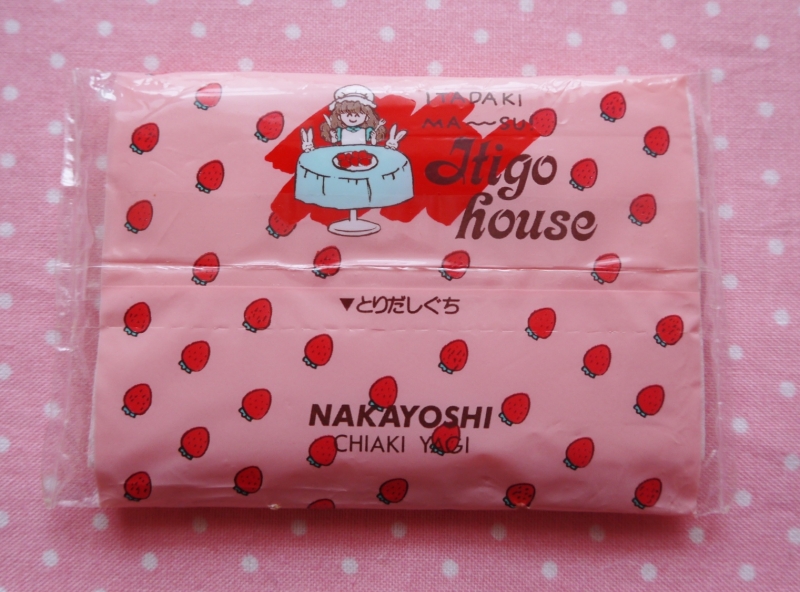 ITADAKI
MA～SU!
Itigo
house
▼とりだしぐち
NAKAYOSHI
CHIAKI YAGI